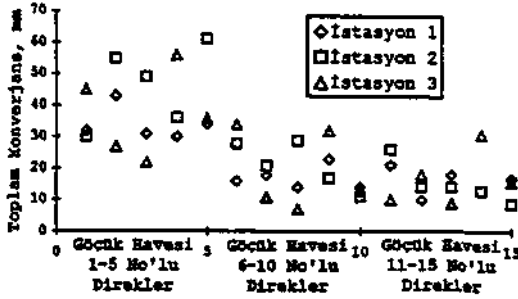 Toplam Konverjans, mm
70
60
50
40
30
20
10
0
İstasyon 1
İstasyon 2
İstasyon 3
0
5
10
15
Göçük Havesi
1-5 No'lu
Direkler
Göçük Havesi
6-10 No'lu
Direkler
Göçük Havesi
11-15 No'lu
Direkler